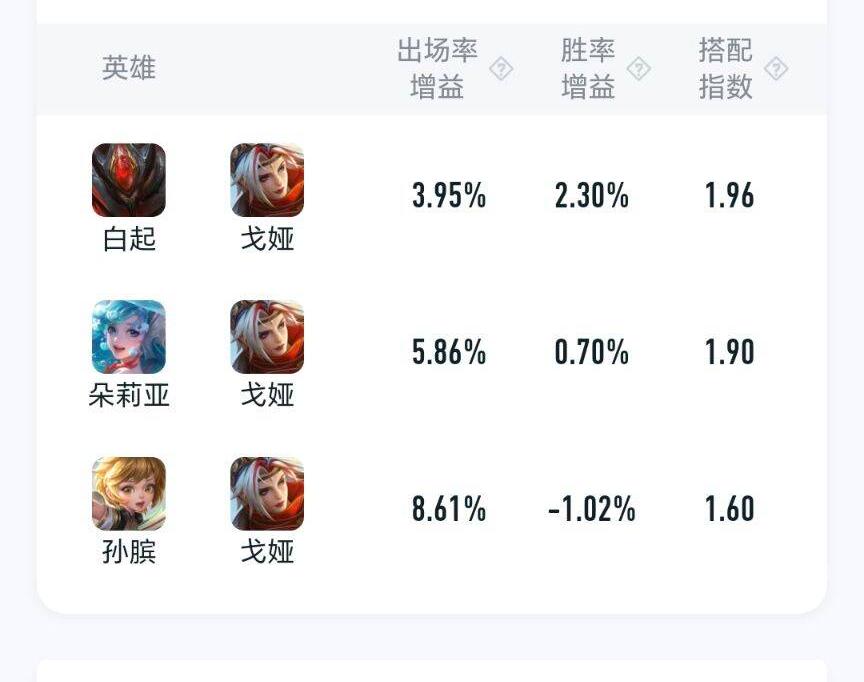 英雄
出场率
增益
胜率
增益
搭配
指数
白起 戈娅 3.95% 2.30% 1.96
朵莉亚 戈娅 5.86% 0.70% 1.90
孙膑 戈娅 8.61% -1.02% 1.60